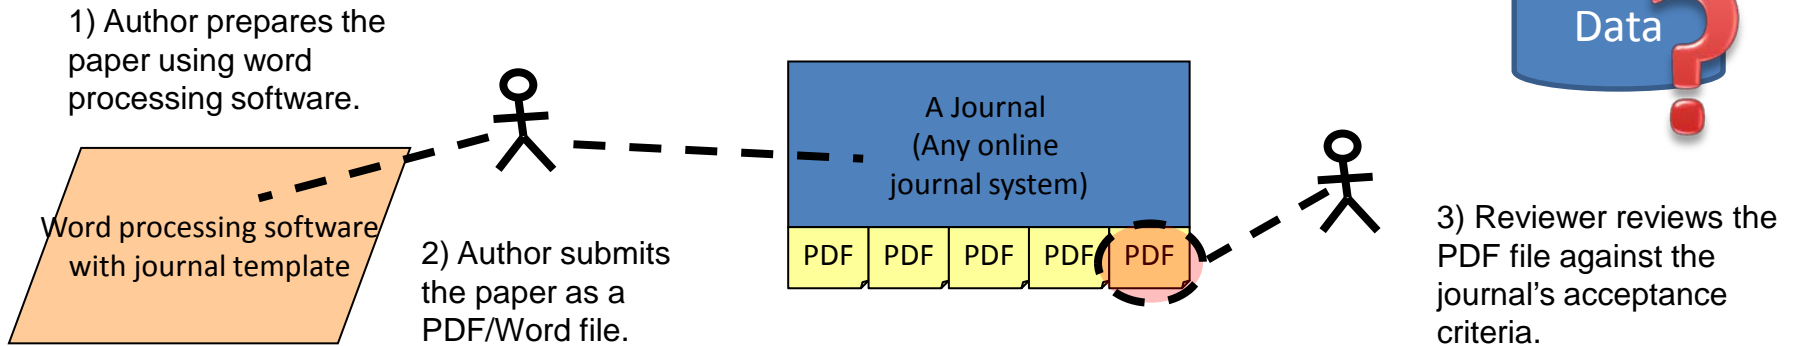 1) Author prepares the
paper using word
processing software.
Word processing software
with journal template
2) Author submits
the paper as a
PDF/Word file.
A Journal
(Any online
journal system)
PDF PDF PDF PDF PDF
Data
?
3) Reviewer reviews the
PDF file against the
journal's acceptance
criteria.